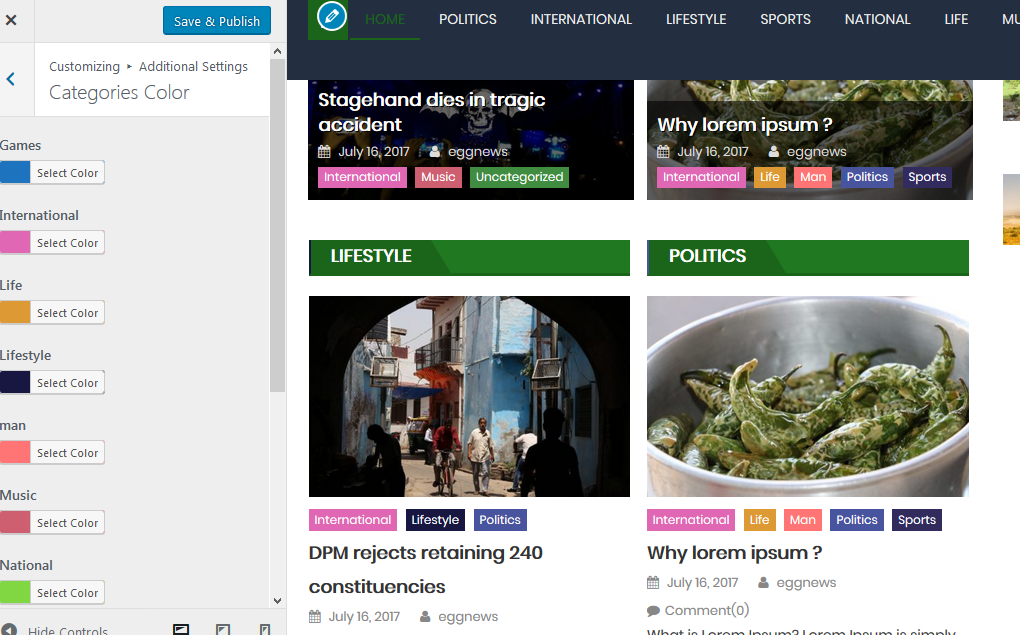 Save & Publish
Customizing ▸ Additional Settings
Categories Color
Games
Select Color
International
Select Color
Life
Select Color
Lifestyle
Select Color
man
Select Color
Music
Select Color
National
Select Color
Hide Controls
HOME POLITICS INTERNATIONAL LIFESTYLE SPORTS NATIONAL LIFE MU
Stagehand dies in tragic
accident
July 16, 2017 eggnews
International Music Uncategorized
Why lorem ipsum ?
July 16, 2017 eggnews
International Life Man Politics Sports
LIFESTYLE
International Lifestyle Politics
DPM rejects retaining 240
constituencies
July 16, 2017 eggnews
POLITICS
International Life Man Politics Sports
Why lorem ipsum ?
July 16, 2017 eggnews
Comment(0)
What is Lorem Ipsum? Lorem Ipsum is simply